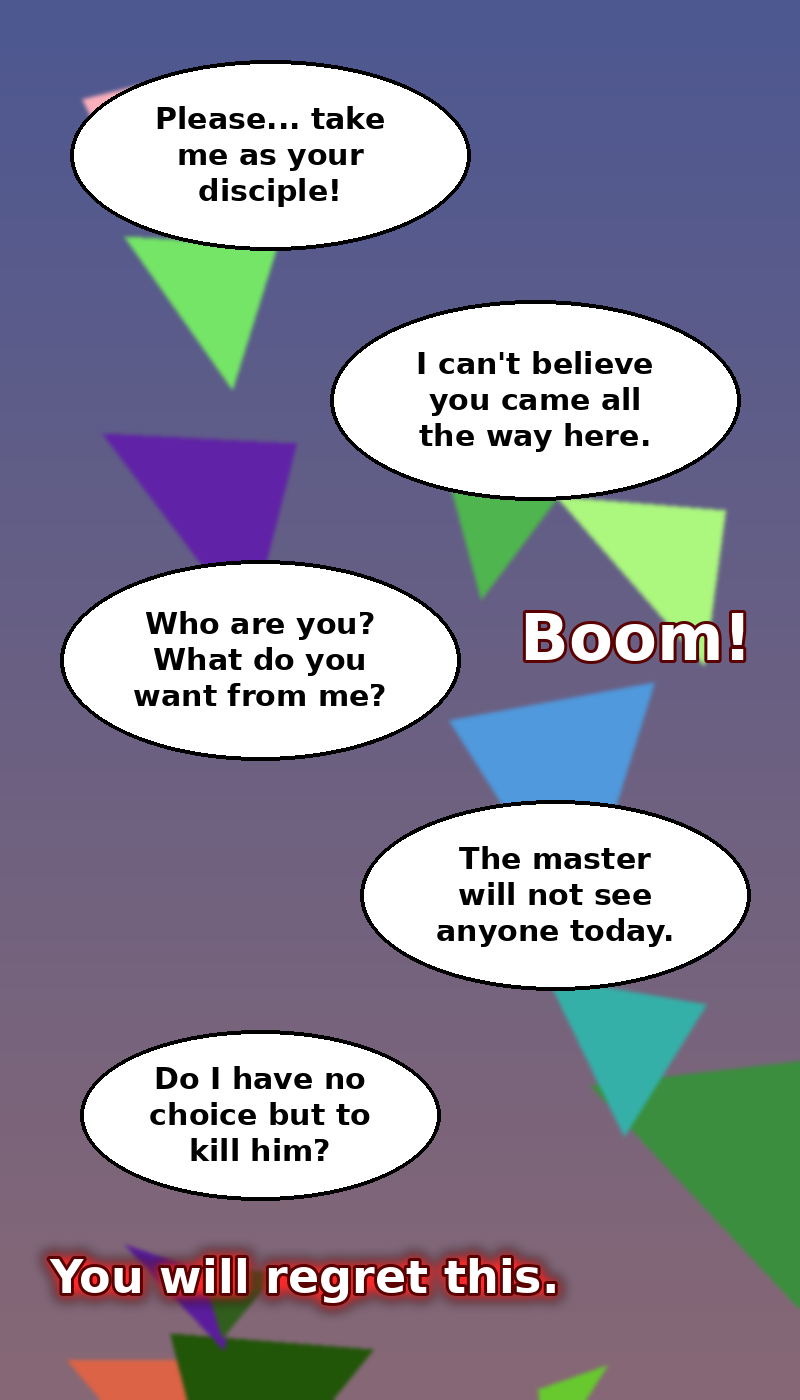 Please... take
me as your
disciple!
I can't believe
you came all
the way here.
Who are you?
What do you
want from me?
Boom!
The master
will not see
anyone today.
Do I have no
choice but to
kill him?
You will regret this.